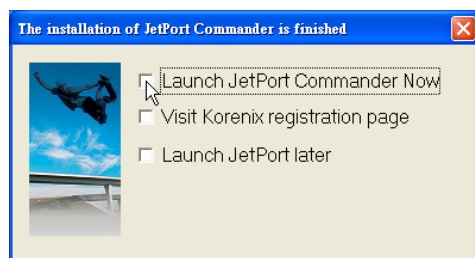 The installation of JetPort Commander is finished
Launch JetPort Commander Now
Visit Korenix registration page
Launch JetPort later